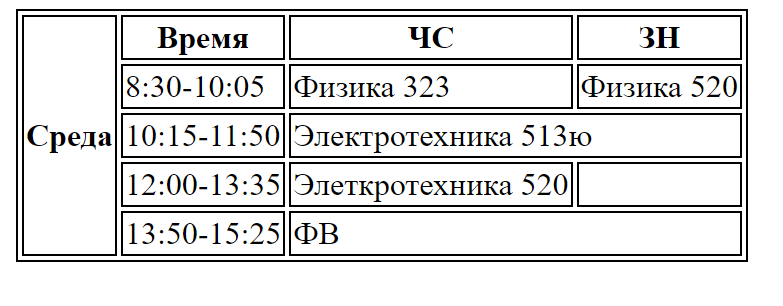 Время ЧС ЗН
8:30-10:05 Физика 323 Физика 520
Среда 10:15-11:50 Электротехника 513ю
12:00-13:35 Элеткротехника 520
13:50-15:25 ФВ